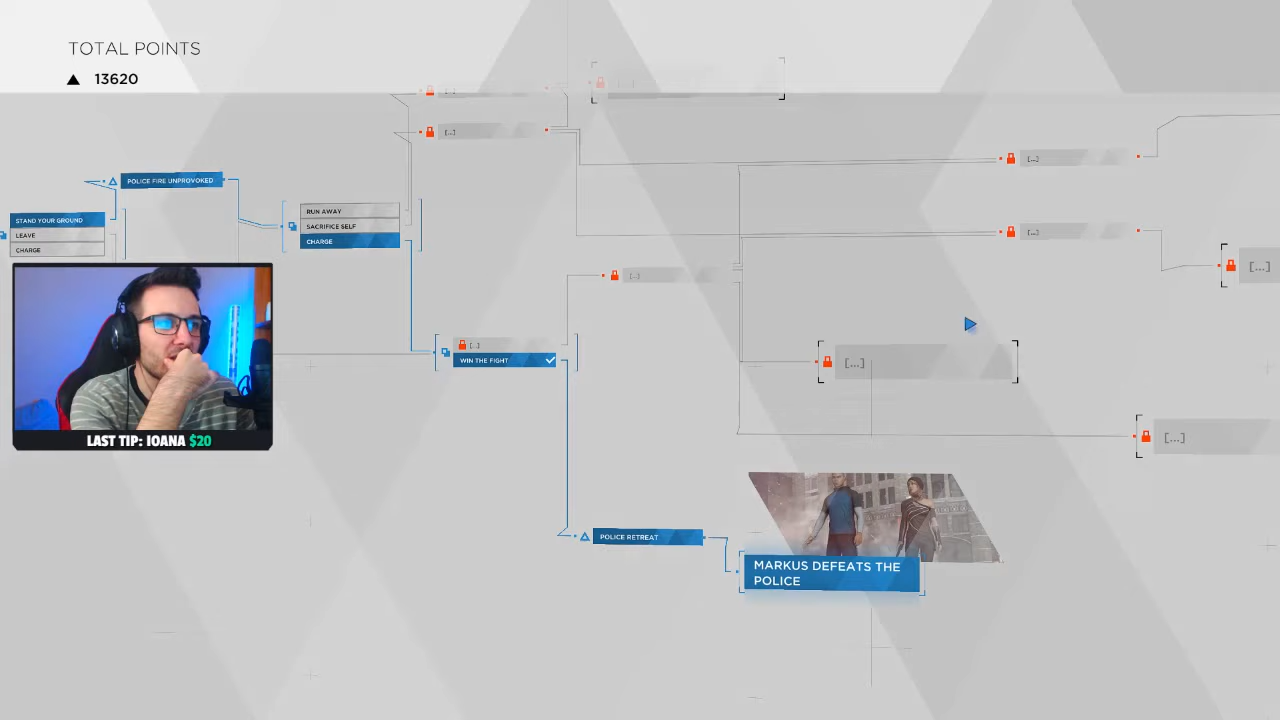 TOTAL POINTS
13620
[...]
[...]
POLICE FIRE UNPROVOKED
[...]
STAND YOUR GROUND
LEAVE
CHARGE
RUN AWAY
SACRIFICE SELF
CHARGE
[...]
[...]
[...]
[...]
WIN THE FIGHT
[...]
[...]
LAST TIP: IOANA $20
POLICE RETREAT
MARKUS DEFEATS THE
POLICE